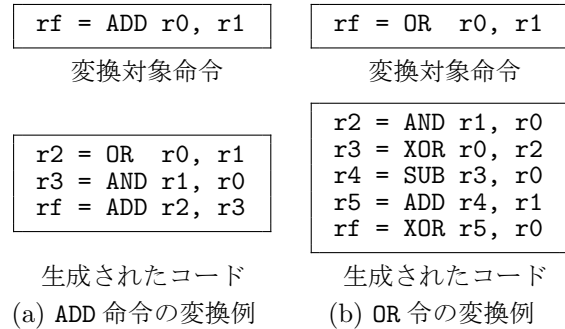 rf = ADD r0, r1
変換対象命令
r2 = OR r0, r1
r3 = AND r1, r0
rf = ADD r2, r3
生成されたコード
(a) ADD 命令の変換例
rf = OR r0, r1
変換対象命令
r2 = AND r1, r0
r3 = XOR r0, r2
r4 = SUB r3, r0
r5 = ADD r4, r1
rf = XOR r5, r0
生成されたコード
(b) OR 令の変換例